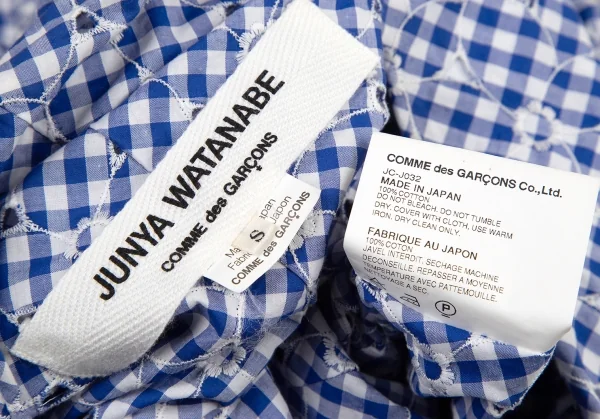 JUNYA WATANABE
COMME des GARÇONS
S
COMME des GARÇONS
COMME des GARÇONS Co.,Ltd.
JC-J032
MADE IN JAPAN
100%COTTON
DO NOT BLEACH. DO NOT TUMBLE
DRY. COVER WITH CLOTH. USE WARM
IRON. DRY CLEAN ONLY.
FABRIQUE AU JAPON
100%COTON
JAVEL INTERDIT. SECHAGE MACHINE
DECONSEILLE. REPASSER A MOYENNE
TEMPERATURE AVEC PATTEMOUILLE.
NETTOYAGE A SEC.
P